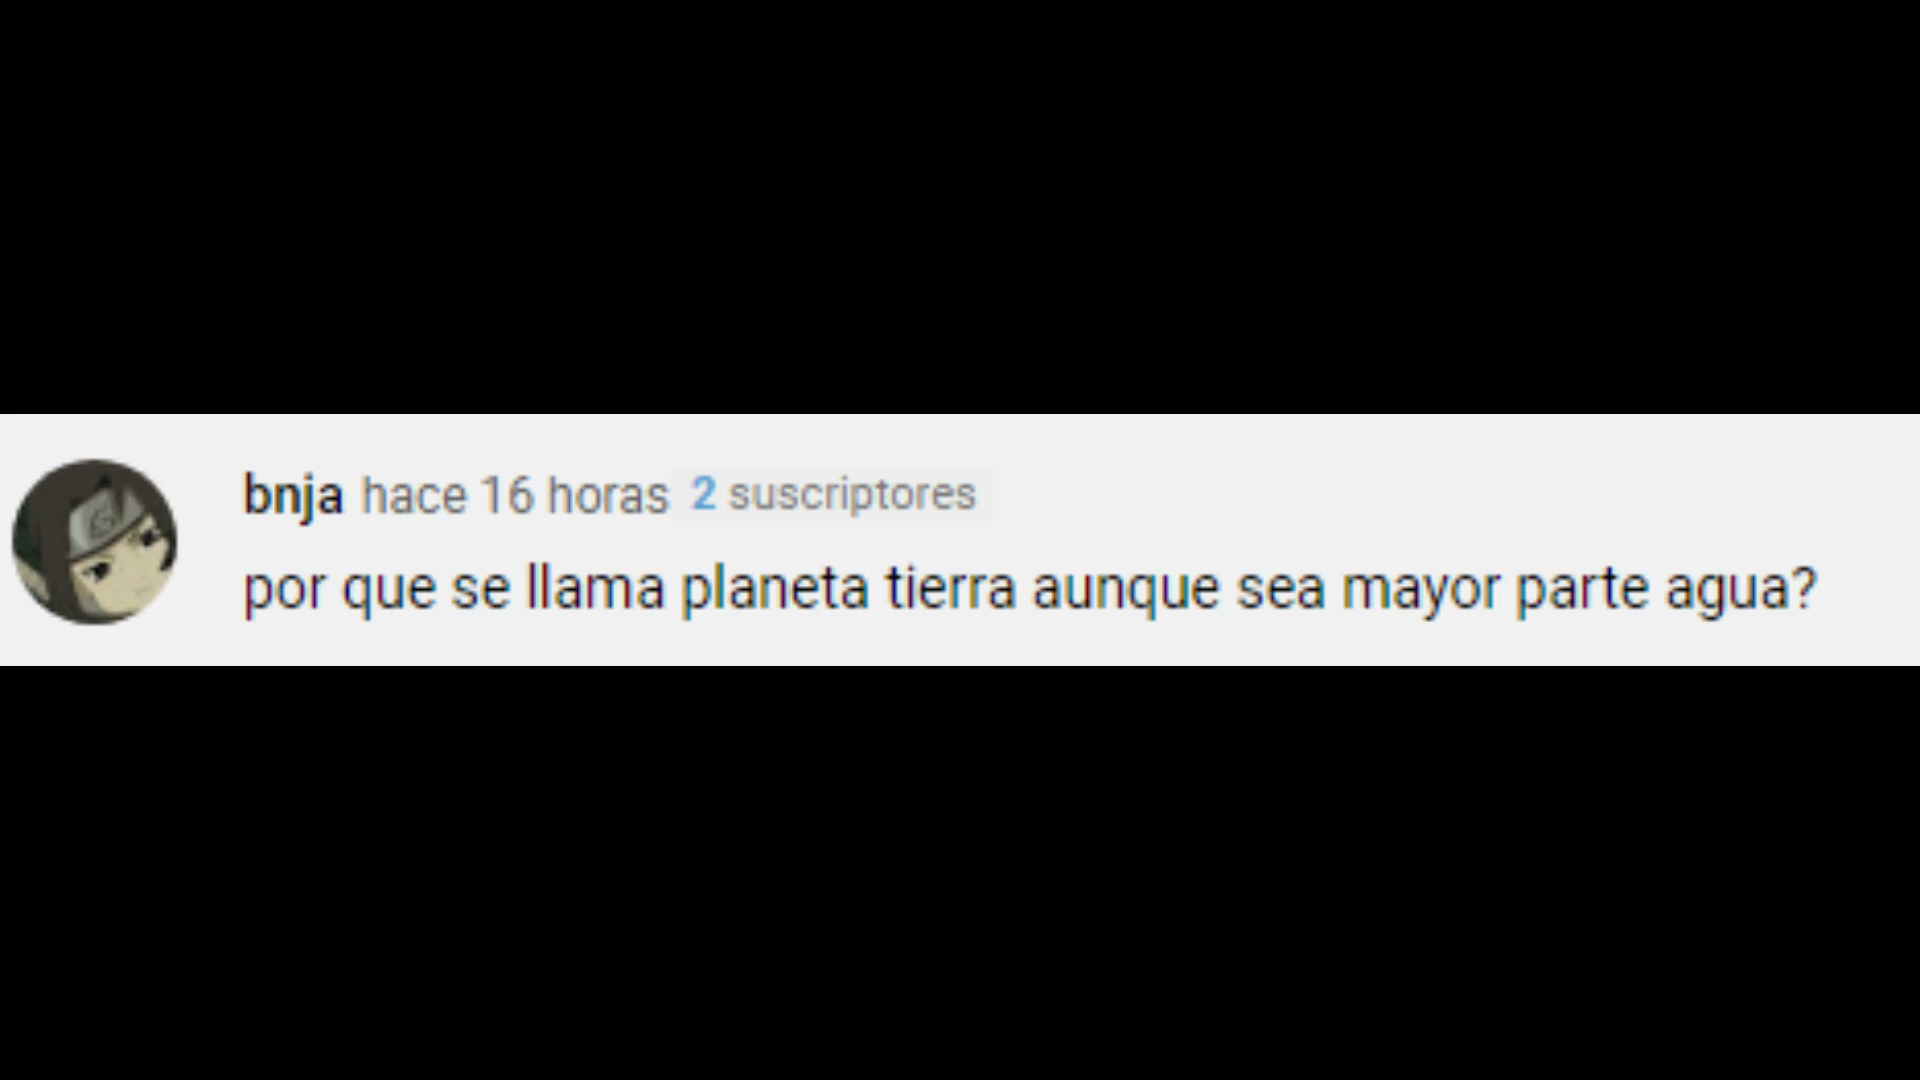 bnja hace 16 horas 2 suscriptores
por que se llama planeta tierra aunque sea mayor parte agua?